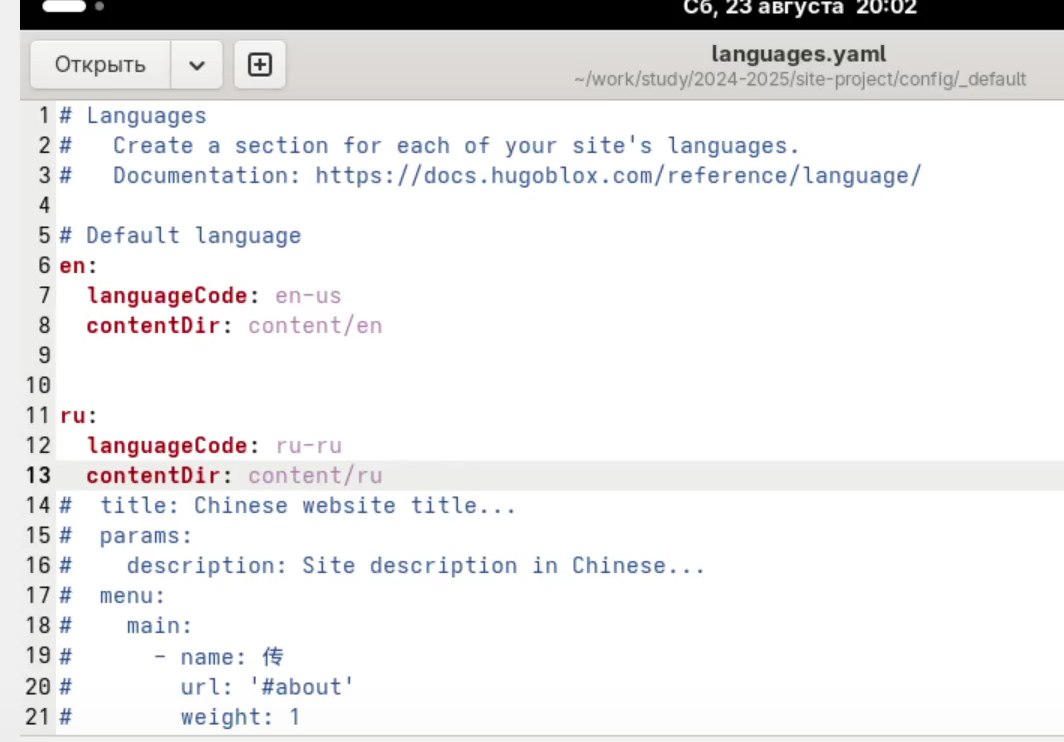 Сб, 23 августа 20:02
Открыть
languages.yaml
~/work/study/2024-2025/site-project/config/_default
1 # Languages
2 #   Create a section for each of your site's languages.
3 #   Documentation: https://docs.hugoblox.com/reference/language/
4
5 # Default language
6 en:
7   languageCode: en-us
8   contentDir: content/en
9
10
11 ru:
12   languageCode: ru-ru
13   contentDir: content/ru
14 #  title: Chinese website title...
15 #  params:
16 #    description: Site description in Chinese...
17 #  menu:
18 #    main:
19 #      - name: 传
20 #        url: '#about'
21 #        weight: 1